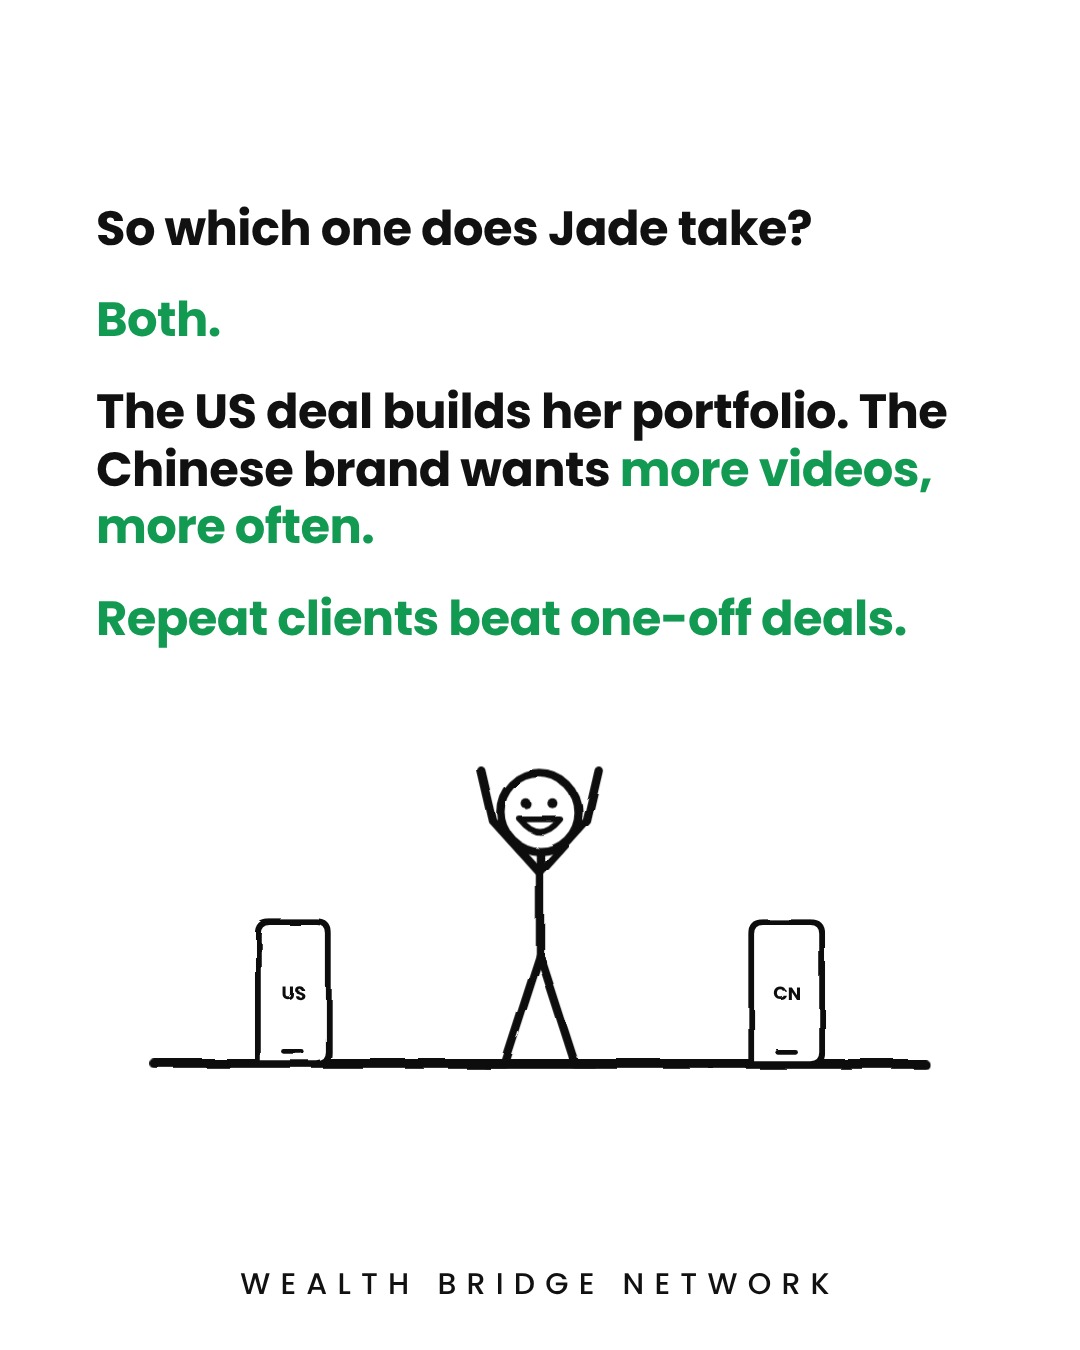 So which one does Jade take?
Both.
The US deal builds her portfolio. The
Chinese brand wants more videos,
more often.
Repeat clients beat one-off deals.
US
CN
WEALTH BRIDGE NETWORK